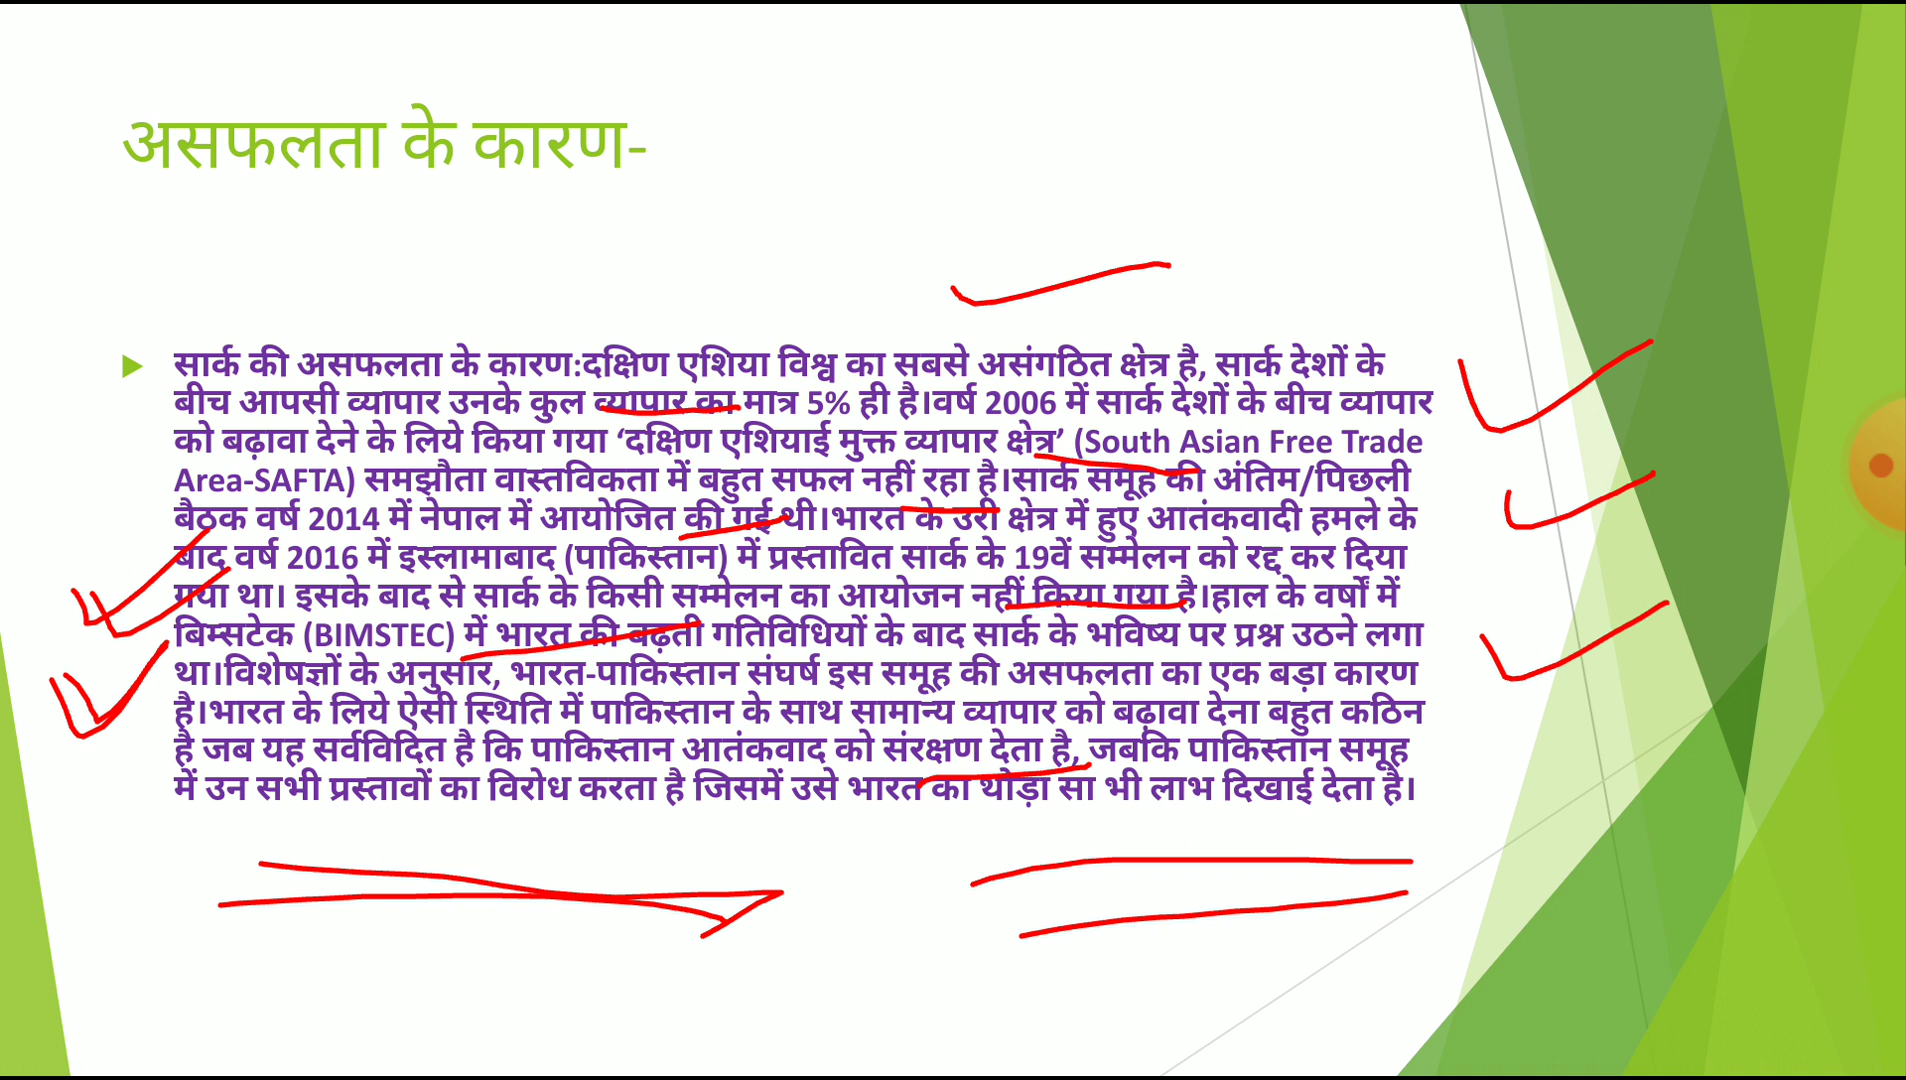 असफलता के कारण-
सार्क की असफलता के कारण:दक्षिण एशिया विश्व का सबसे असंगठित क्षेत्र है, सार्क देशों के
बीच आपसी व्यापार उनके कुल व्यापार का मात्र 5% ही है।वर्ष 2006 में सार्क देशों के बीच व्यापार
को बढ़ावा देने के लिये किया गया ‘दक्षिण एशियाई मुक्त व्यापार क्षेत्र’ (South Asian Free Trade
Area-SAFTA) समझौता वास्तविकता में बहुत सफल नहीं रहा है।सार्क समूह की अंतिम/पिछली
बैठक वर्ष 2014 में नेपाल में आयोजित की गई थी।भारत के उरी क्षेत्र में हुए आतंकवादी हमले के
बाद वर्ष 2016 में इस्लामाबाद (पाकिस्तान) में प्रस्तावित सार्क के 19वें सम्मेलन को रद्द कर दिया
गया था। इसके बाद से सार्क के किसी सम्मेलन का आयोजन नहीं किया गया है।हाल के वर्षों में
बिम्सटेक (BIMSTEC) में भारत की बढ़ती गतिविधियों के बाद सार्क के भविष्य पर प्रश्न उठने लगा
था।विशेषज्ञों के अनुसार, भारत-पाकिस्तान संघर्ष इस समूह की असफलता का एक बड़ा कारण
है।भारत के लिये ऐसी स्थिति में पाकिस्तान के साथ सामान्य व्यापार को बढ़ावा देना बहुत कठिन
है जब यह सर्वविदित है कि पाकिस्तान आतंकवाद को संरक्षण देता है, जबकि पाकिस्तान समूह
में उन सभी प्रस्तावों का विरोध करता है जिसमें उसे भारत का थोड़ा सा भी लाभ दिखाई देता है।